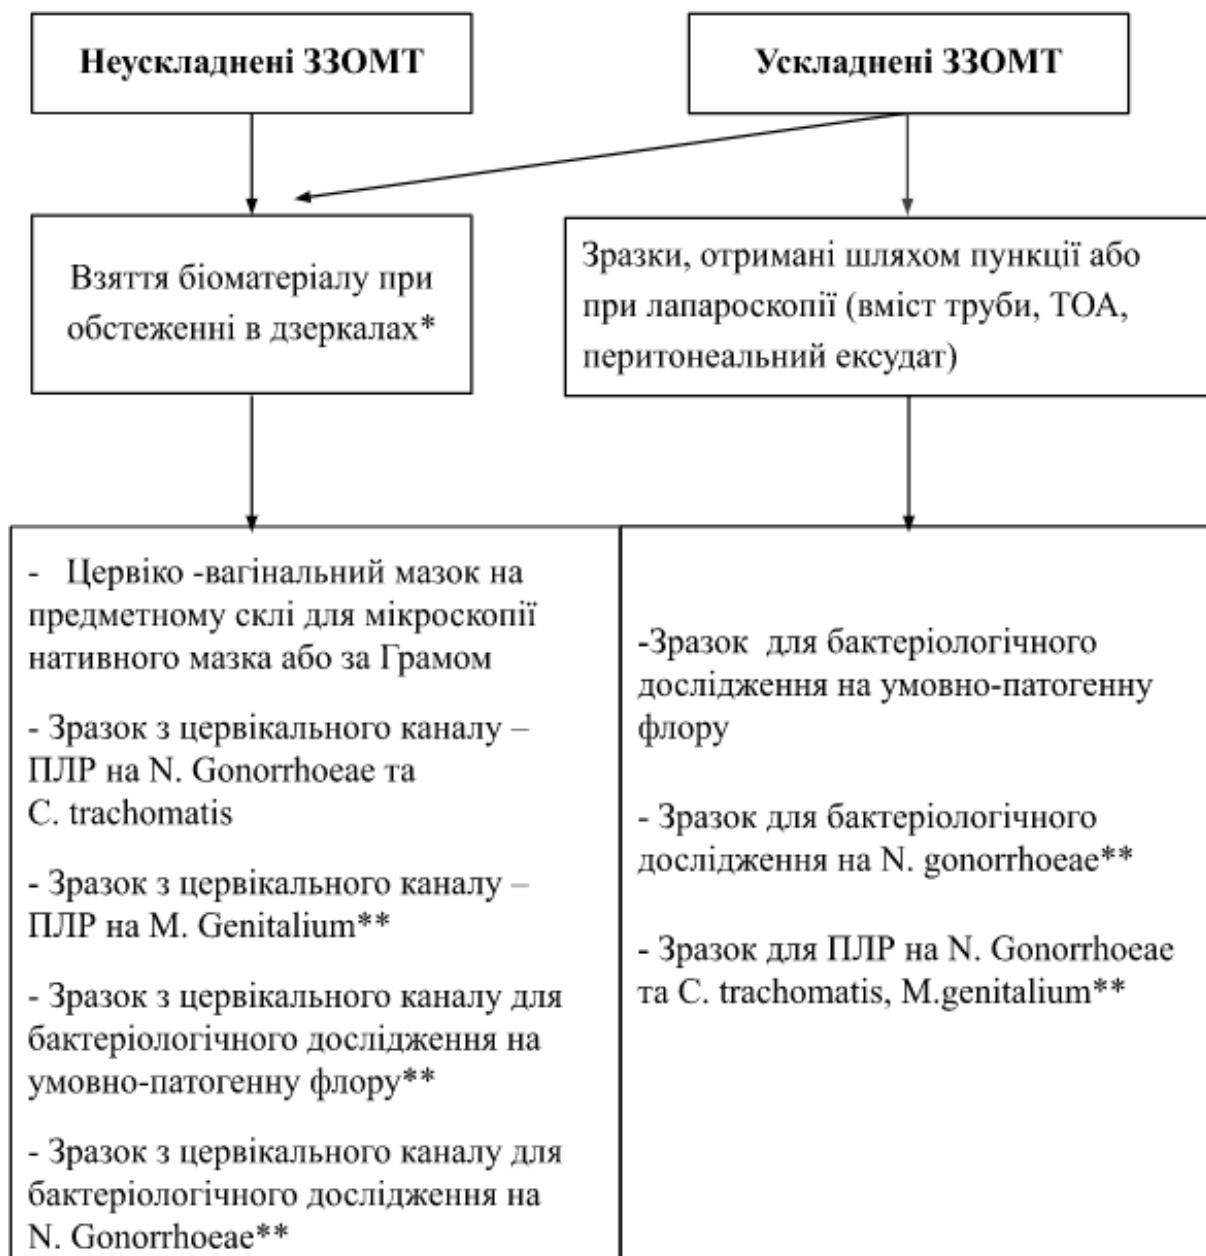 Неускладнені ЗЗОМТ
Ускладнені ЗЗОМТ
Взяття біоматеріалу при
обстеженні в дзеркалах*
Зразки, отримані шляхом пункції або
при лапароскопії (вміст труби, ТОА,
перитонеальний ексудат)
- Цервіко -вагінальний мазок на
предметному склі для мікроскопії
нативного мазка або за Грамом
- Зразок з цервікального каналу –
ПЛР на N. Gonorrhoeae та
C. trachomatis
- Зразок з цервікального каналу –
ПЛР на M. Genitalium**
- Зразок з цервікального каналу для
бактеріологічного дослідження на
умовно-патогенну флору**
- Зразок з цервікального каналу для
бактеріологічного дослідження на
N. Gonorrhoeae**
-Зразок для бактеріологічного
дослідження на умовно-патогенну
флору
- Зразок для бактеріологічного
дослідження на N. gonorrhoeae**
- Зразок для ПЛР на N. Gonorrhoeae
та C. trachomatis, M.genitalium**